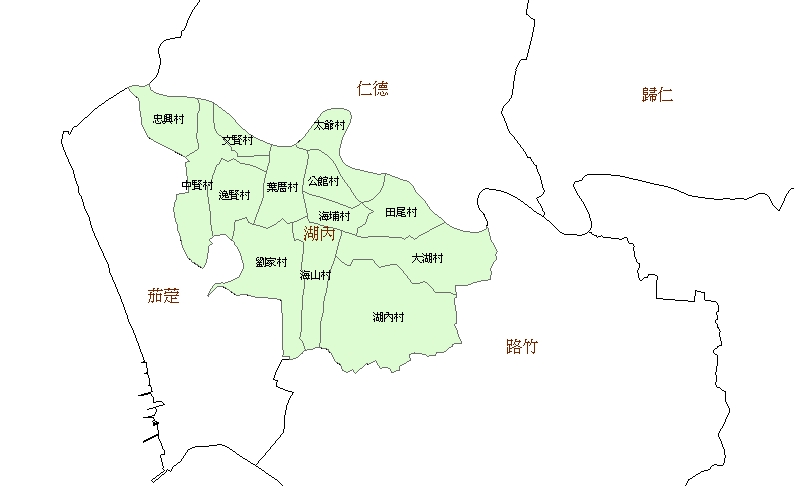 仁德
歸仁
忠興村
太爺村
文賢村
中賢村
逸賢村
葉厝村
公館村
海埔村
田尾村
湖內
劉家村
海山村
大湖村
茄萣
湖內村
路竹